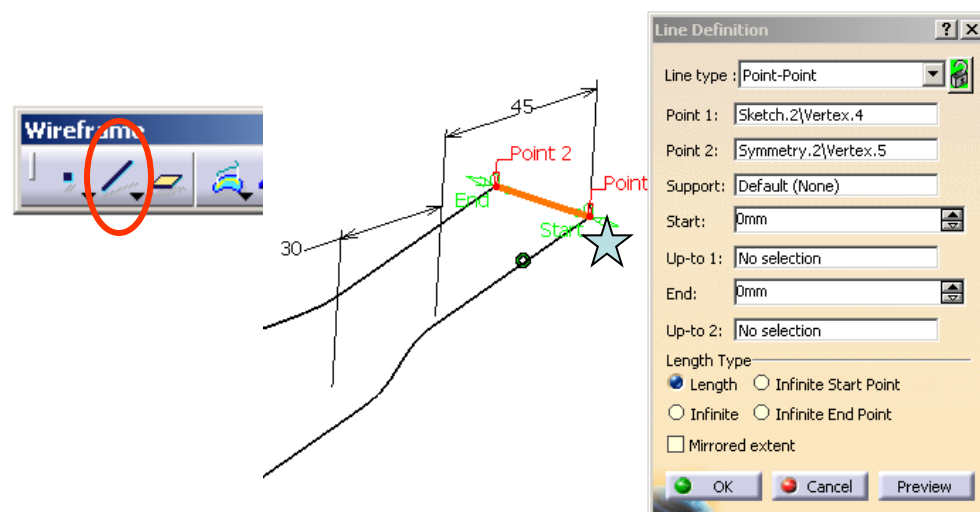 Wireframe
45
Point 2
Point
End
Start
30
Line Definition
Line type : Point-Point
Point 1: Sketch.2\Vertex.4
Point 2: Symmetry.2\Vertex.5
Support: Default (None)
Start: 0mm
Up-to 1: No selection
End: 0mm
Up-to 2: No selection
Length Type
Length Infinite Start Point
Infinite Infinite End Point
Mirrored extent
OK Cancel Preview